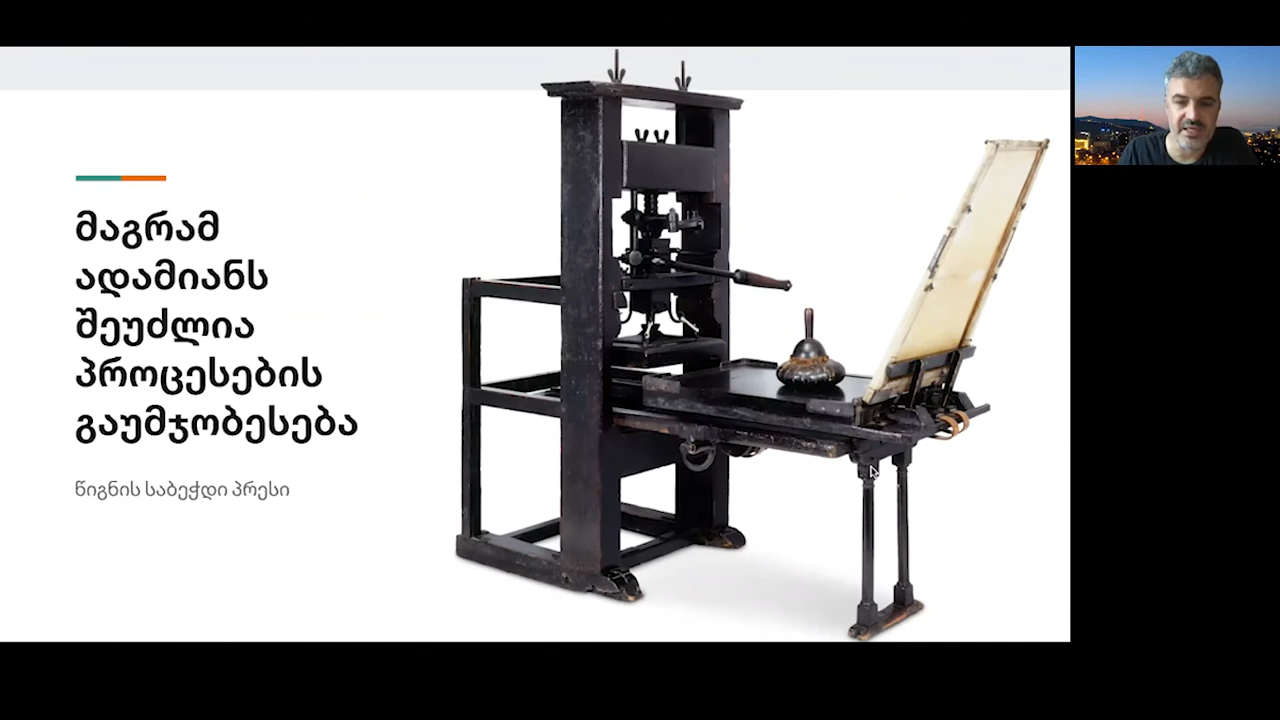 მაგრამ
ადამიანს
შეუძლია
პროცესების
გაუმჯობესება
წიგნის საბეჭდი პრესი